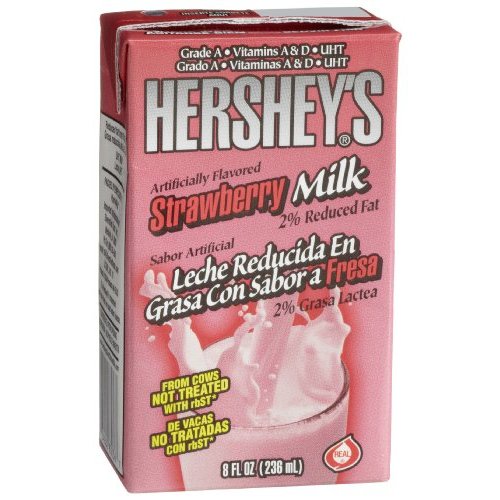 Grade A • Vitamins A & D • UHT
Grado A • Vitaminas A & D • UHT
HERSHEY'S®
Artificially Flavored
Strawberry Milk
2% Reduced Fat
Sabor Artificial
Leche Reducida En
Grasa Con Sabor a Fresa
2% Grasa Lactea
FROM COWS
NOT TREATED
WITH rbST*
DE VACAS
NO TRATADAS
CON rbST*
REAL
8 FL OZ (236 mL)